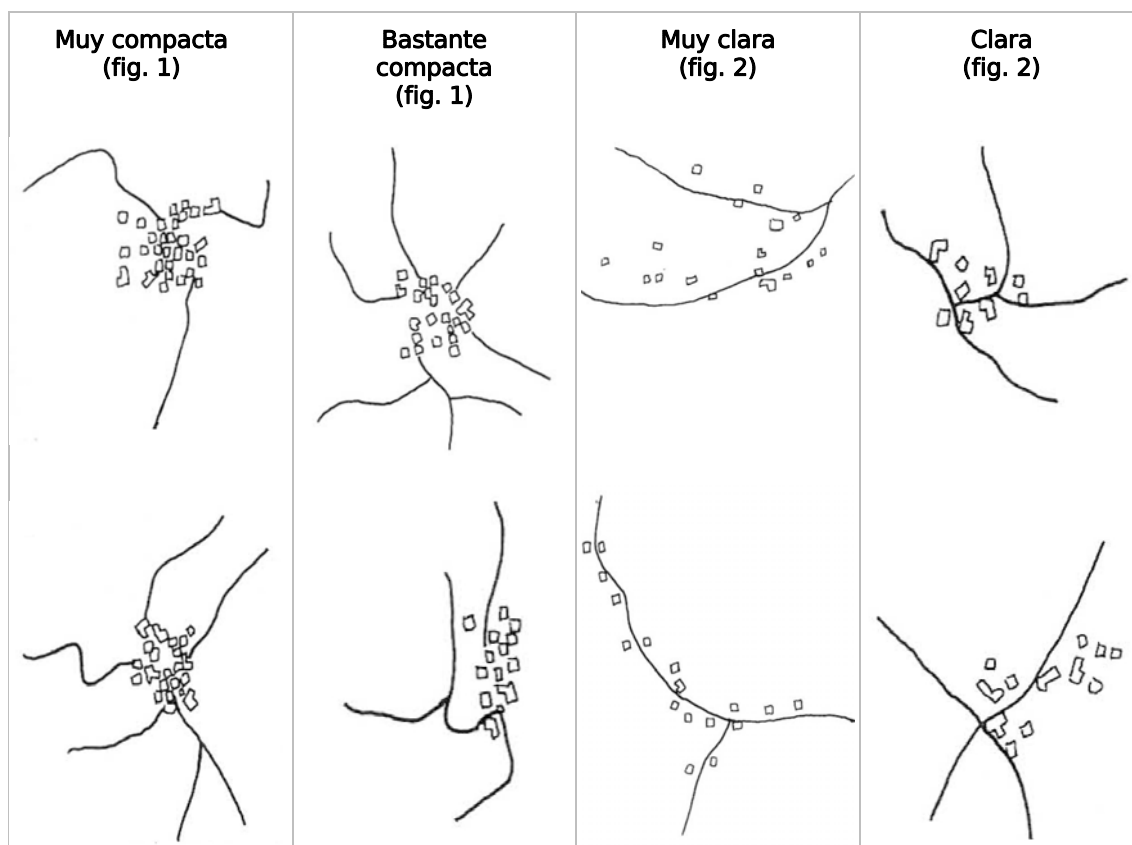 Muy compacta
(fig. 1)
Bastante
compacta
(fig. 1)
Muy clara
(fig. 2)
Clara
(fig. 2)